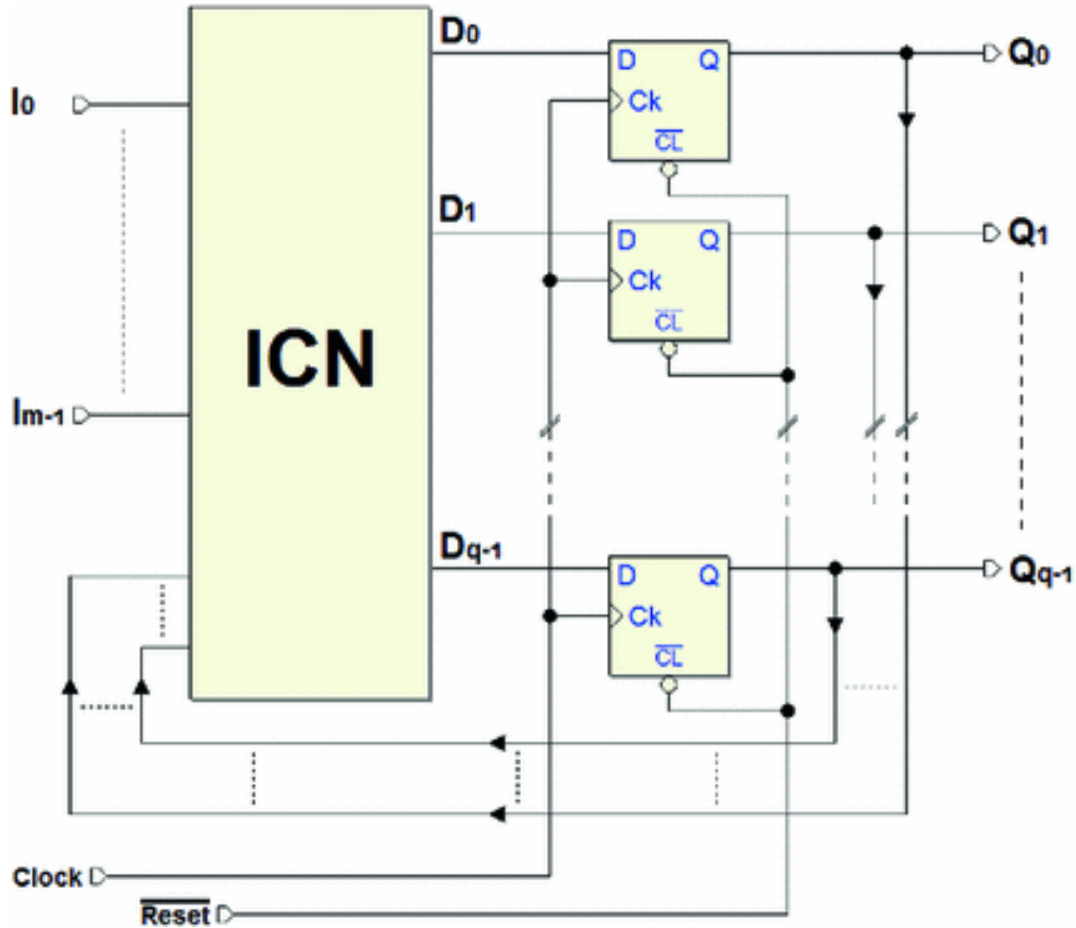 D0
D Q
Q0
I0
Ck
CL
D1
D Q
Q1
Ck
CL
ICN
Im-1
Dq-1
D Q
Qq-1
Ck
CL
Clock
Reset